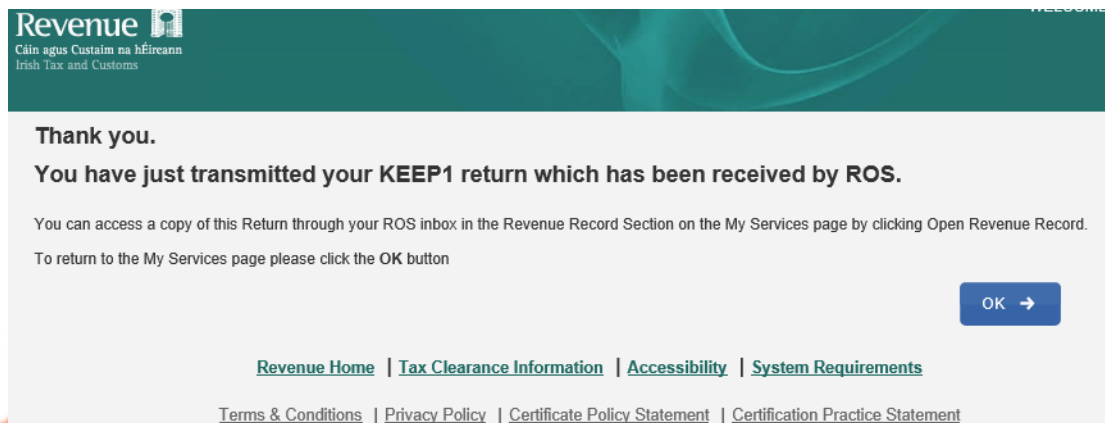 WELCOME
Revenue
Cáin agus Custaim na hÉireann
Irish Tax and Customs
Thank you.
You have just transmitted your KEEP1 return which has been received by ROS.
You can access a copy of this Return through your ROS inbox in the Revenue Record Section on the My Services page by clicking Open Revenue Record.
To return to the My Services page please click the OK button
OK →
Revenue Home | Tax Clearance Information | Accessibility | System Requirements
Terms & Conditions | Privacy Policy | Certificate Policy Statement | Certification Practice Statement